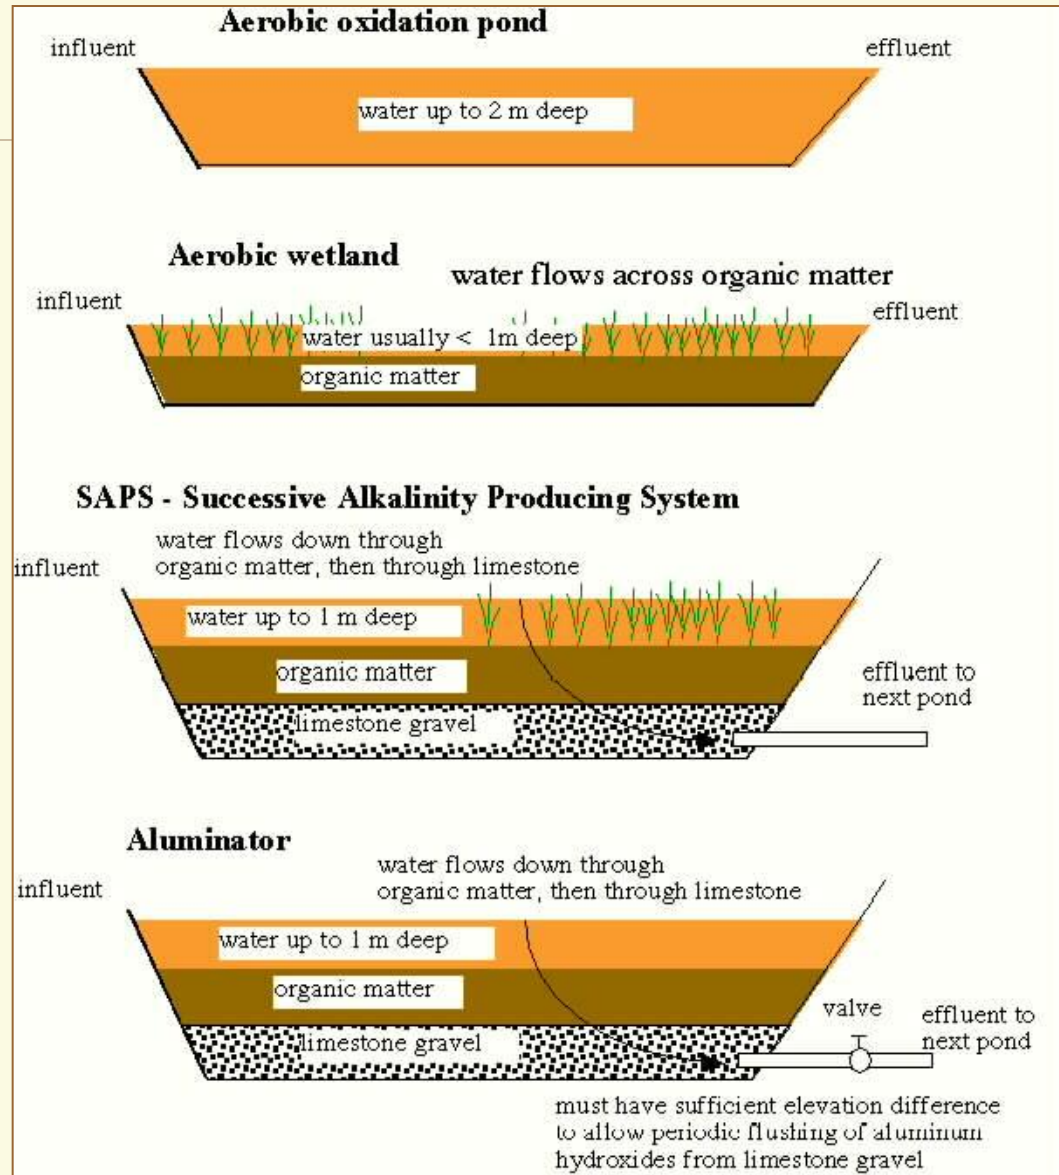 Aerobic oxidation pond
influent
effluent
water up to 2 m deep
Aerobic wetland
water flows across organic matter
influent
effluent
water usually < 1m deep
organic matter
SAPS - Successive Alkalinity Producing System
water flows down through
organic matter, then through limestone
influent
water up to 1 m deep
organic matter
effluent to
next pond
limestone gravel
Aluminator
water flows down through
organic matter, then through limestone
influent
water up to 1 m deep
organic matter
valve
effluent to
next pond
limestone gravel
must have sufficient elevation difference
to allow periodic flushing of aluminum
hydroxides from limestone gravel